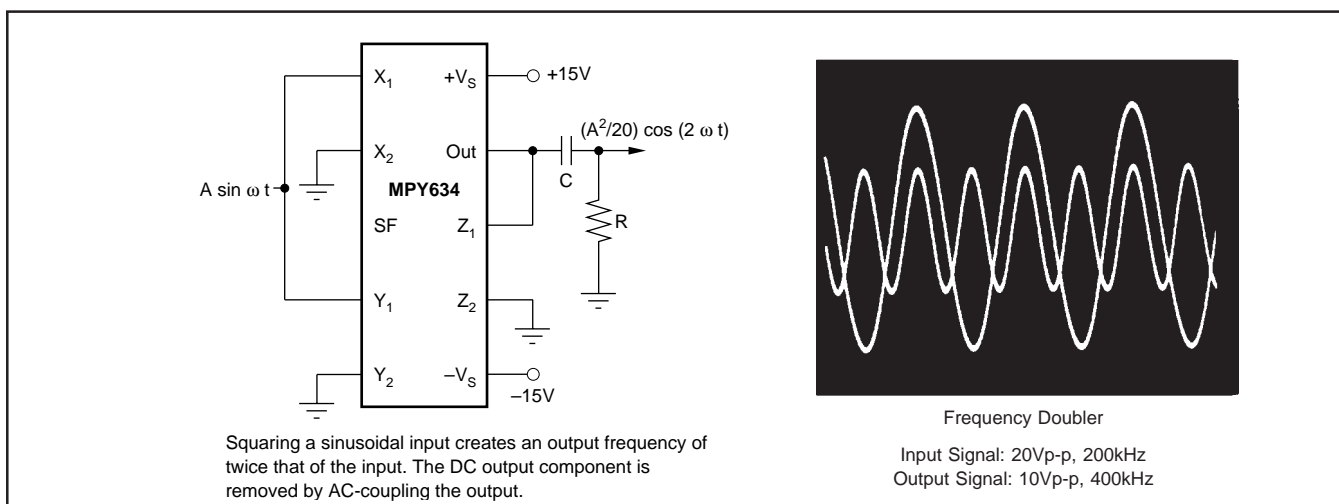 X₁
+V_S
+15V
(A²/20) cos (2 ω t)
X₂
Out
C
A sin ω t
MPY634
SF
Z₁
R
Y₁
Z₂
Y₂
–V_S
–15V
Squaring a sinusoidal input creates an output frequency of
twice that of the input. The DC output component is
removed by AC-coupling the output.
Frequency Doubler
Input Signal: 20Vp-p, 200kHz
Output Signal: 10Vp-p, 400kHz